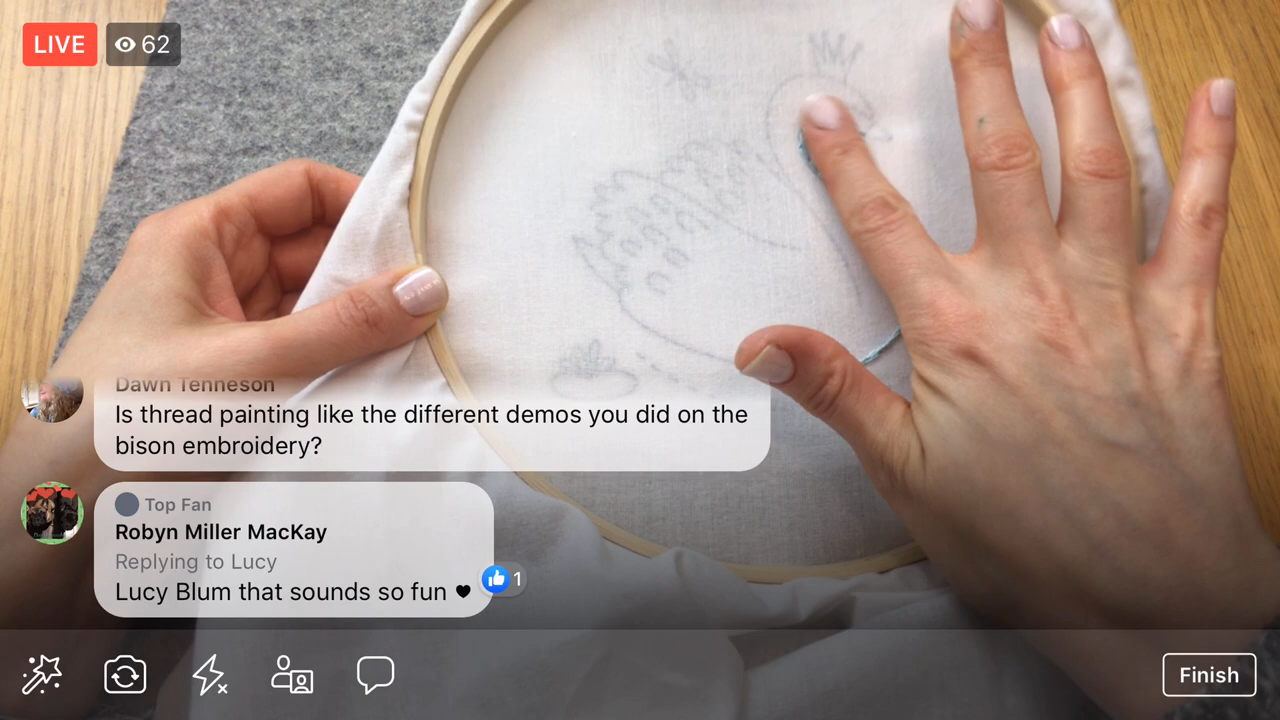 LIVE
62
Dawn Tenneson
Is thread painting like the different demos you did on the
bison embroidery?
Top Fan
Robyn Miller MacKay
Replying to Lucy
Lucy Blum that sounds so fun ♥
1
Finish